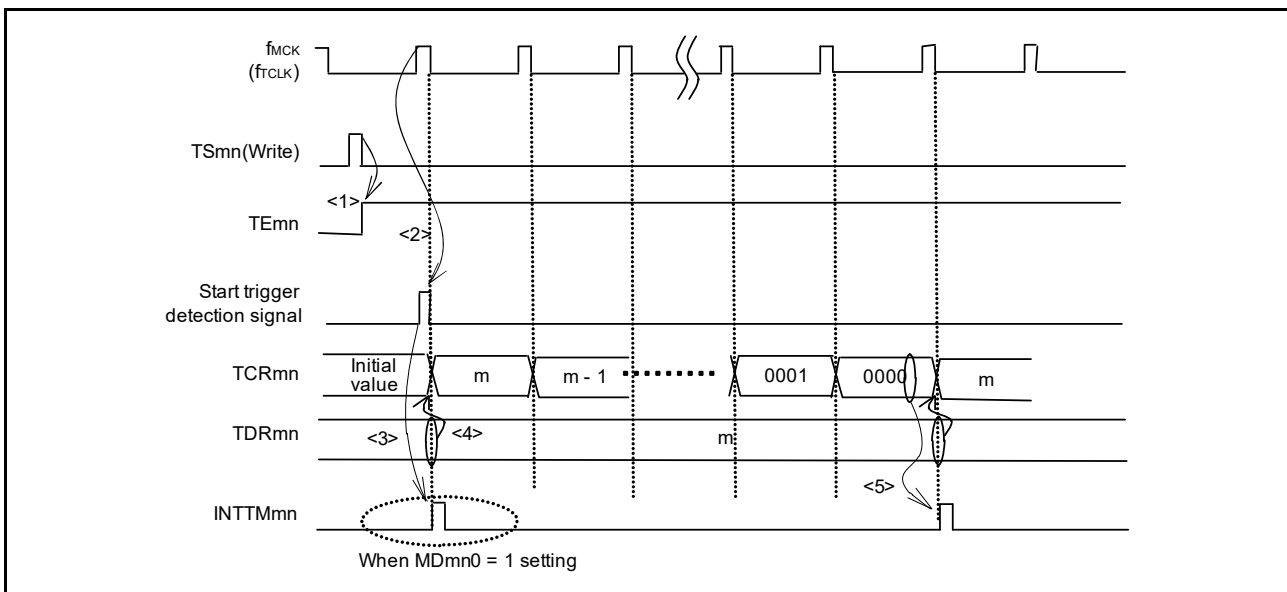 fMCK
(fTCLK)
TSmn(Write)
<1>
TEmn
<2>
Start trigger
detection signal
TCRmn
Initial
value
m
m - 1
0001
0000
m
TDRmn
<3>
<4>
m
<5>
INTTMmn
When MDmn0 = 1 setting